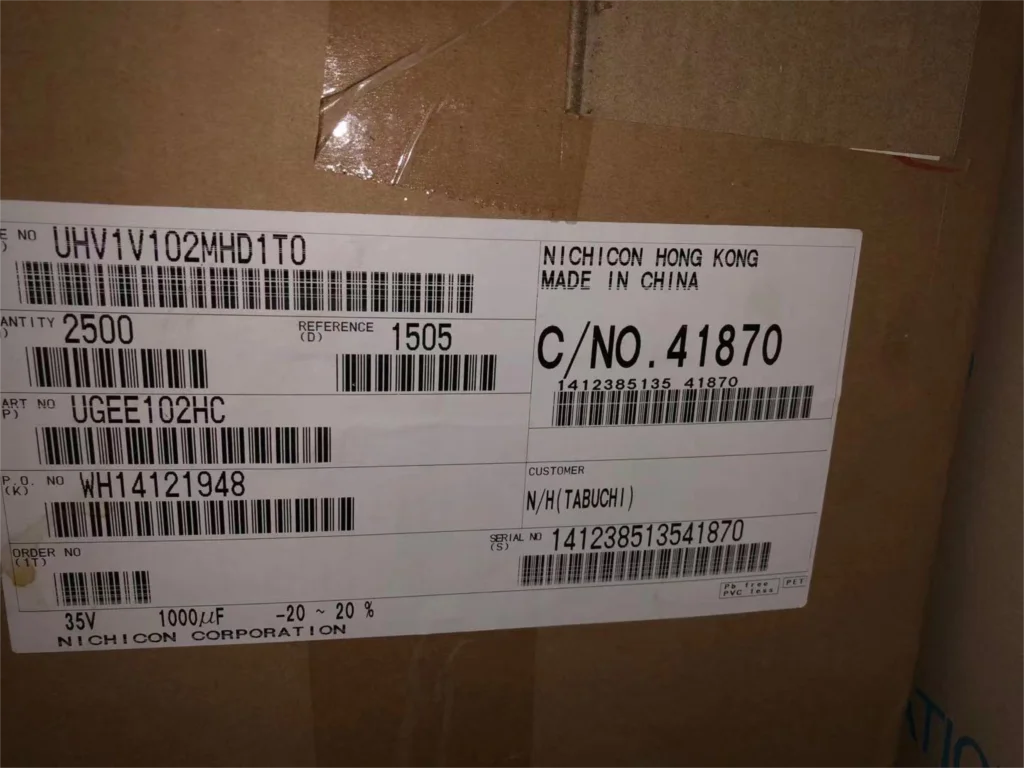 E NO UHV1V102MHD1T0
)
ANTITY 2500
)
REFERENCE 1505
(D)
ART NO UGEE102HC
P)
P.O. NO WH14121948
(K)
ORDER NO
(1T)
35V 1000μF -20 ~ 20 %
NICHICON CORPORATION
NICHICON HONG KONG
MADE IN CHINA
C/NO. 41870
1412385135 41870
CUSTOMER
N/H(TABUCHI)
SERIAL NO 141238513541870
(S)
Pb free
PVC less
PET